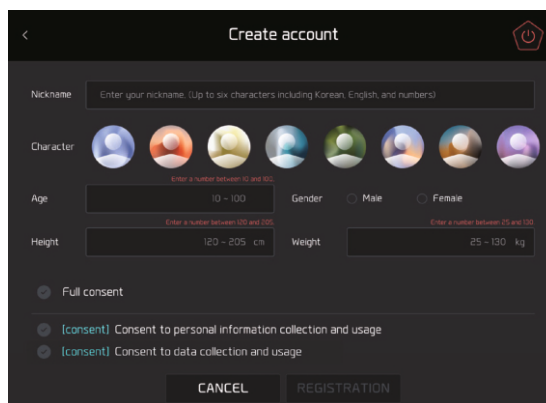 Create account
Nickname
Enter your nickname. (Up to six characters including Korean, English, and numbers)
Character
Enter a number between 10 and 100.
Age
10 ~ 100
Gender
Male
Female
Enter a number between 120 and 205.
Enter a number between 25 and 130.
Height
120 ~ 205 cm
Weight
25 ~ 130 kg
Full consent
[consent] Consent to personal information collection and usage
[consent] Consent to data collection and usage
CANCEL
REGISTRATION